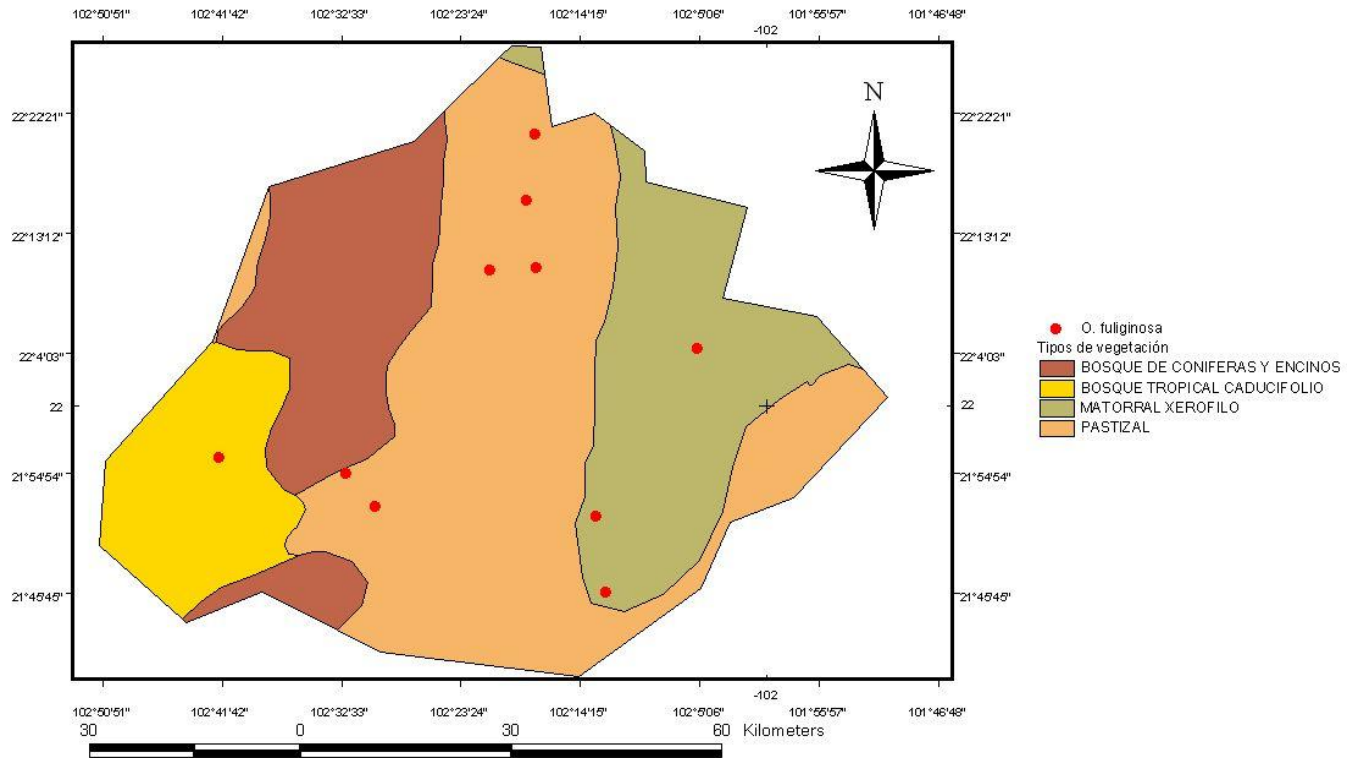 102°50'51" 102°41'42" 102°32'33" 102°23'24" 102°14'15" 102°5'06" 101°55'57" 101°46'48"
-102
N
22°22'21" 22°22'21"
22°13'12" 22°13'12"
22°4'03" 22°4'03"
22 22
21°54'54" 21°54'54"
21°45'45" 21°45'45"
O. fuliginosa
Tipos de vegetación
BOSQUE DE CONIFERAS Y ENCINOS
BOSQUE TROPICAL CADUCIFOLIO
MATORRAL XEROFILO
PASTIZAL
-102
102°50'51" 102°41'42" 102°32'33" 102°23'24" 102°14'15" 102°5'06" 101°55'57" 101°46'48"
30 0 30 60 Kilometers